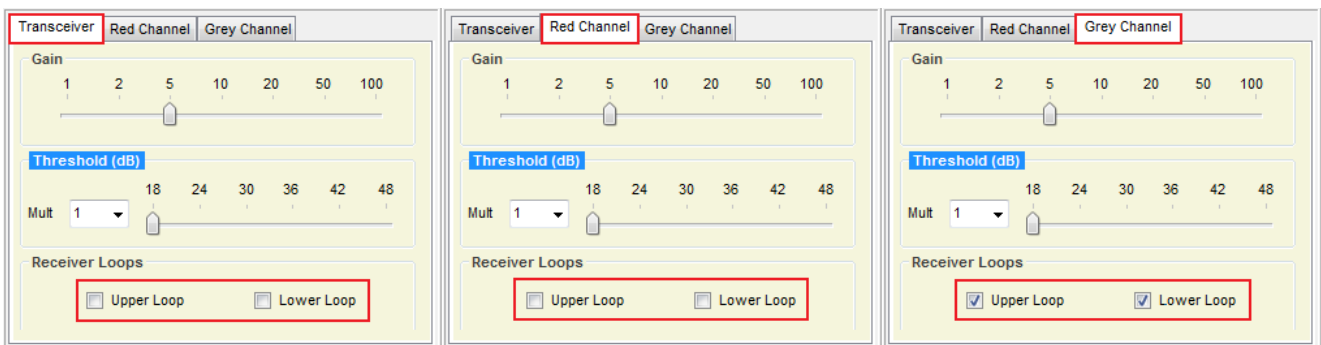 Transceiver Red Channel Grey Channel
Gain
1 2 5 10 20 50 100
Threshold (dB)
18 24 30 36 42 48
Mult 1
Receiver Loops
Upper Loop Lower Loop
Transceiver Red Channel Grey Channel
Gain
1 2 5 10 20 50 100
Threshold (dB)
18 24 30 36 42 48
Mult 1
Receiver Loops
Upper Loop Lower Loop
Transceiver Red Channel Grey Channel
Gain
1 2 5 10 20 50 100
Threshold (dB)
18 24 30 36 42 48
Mult 1
Receiver Loops
Upper Loop Lower Loop